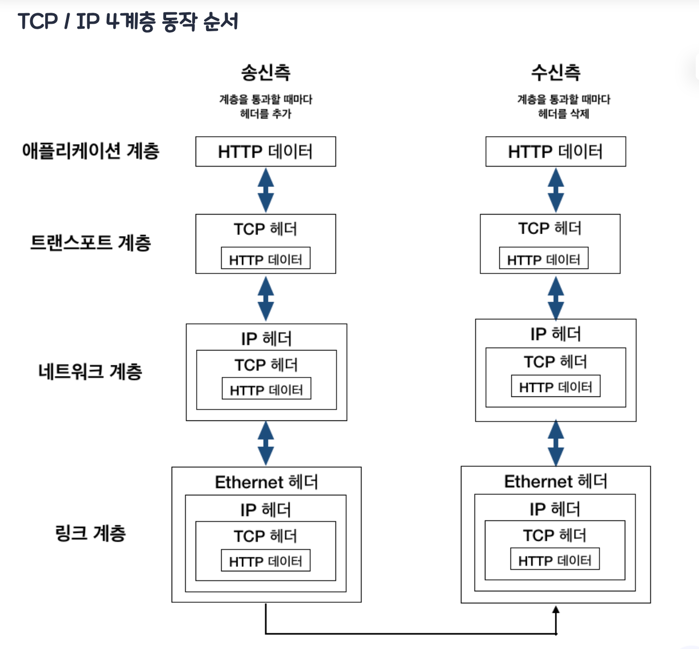 TCP / IP 4계층 동작 순서
송신측
수신측
계층을 통과할 때마다
헤더를 추가
계층을 통과할 때마다
헤더를 삭제
애플리케이션 계층
HTTP 데이터
HTTP 데이터
트랜스포트 계층
TCP 헤더
HTTP 데이터
TCP 헤더
HTTP 데이터
네트워크 계층
IP 헤더
TCP 헤더
HTTP 데이터
IP 헤더
TCP 헤더
HTTP 데이터
링크 계층
Ethernet 헤더
IP 헤더
TCP 헤더
HTTP 데이터
Ethernet 헤더
IP 헤더
TCP 헤더
HTTP 데이터